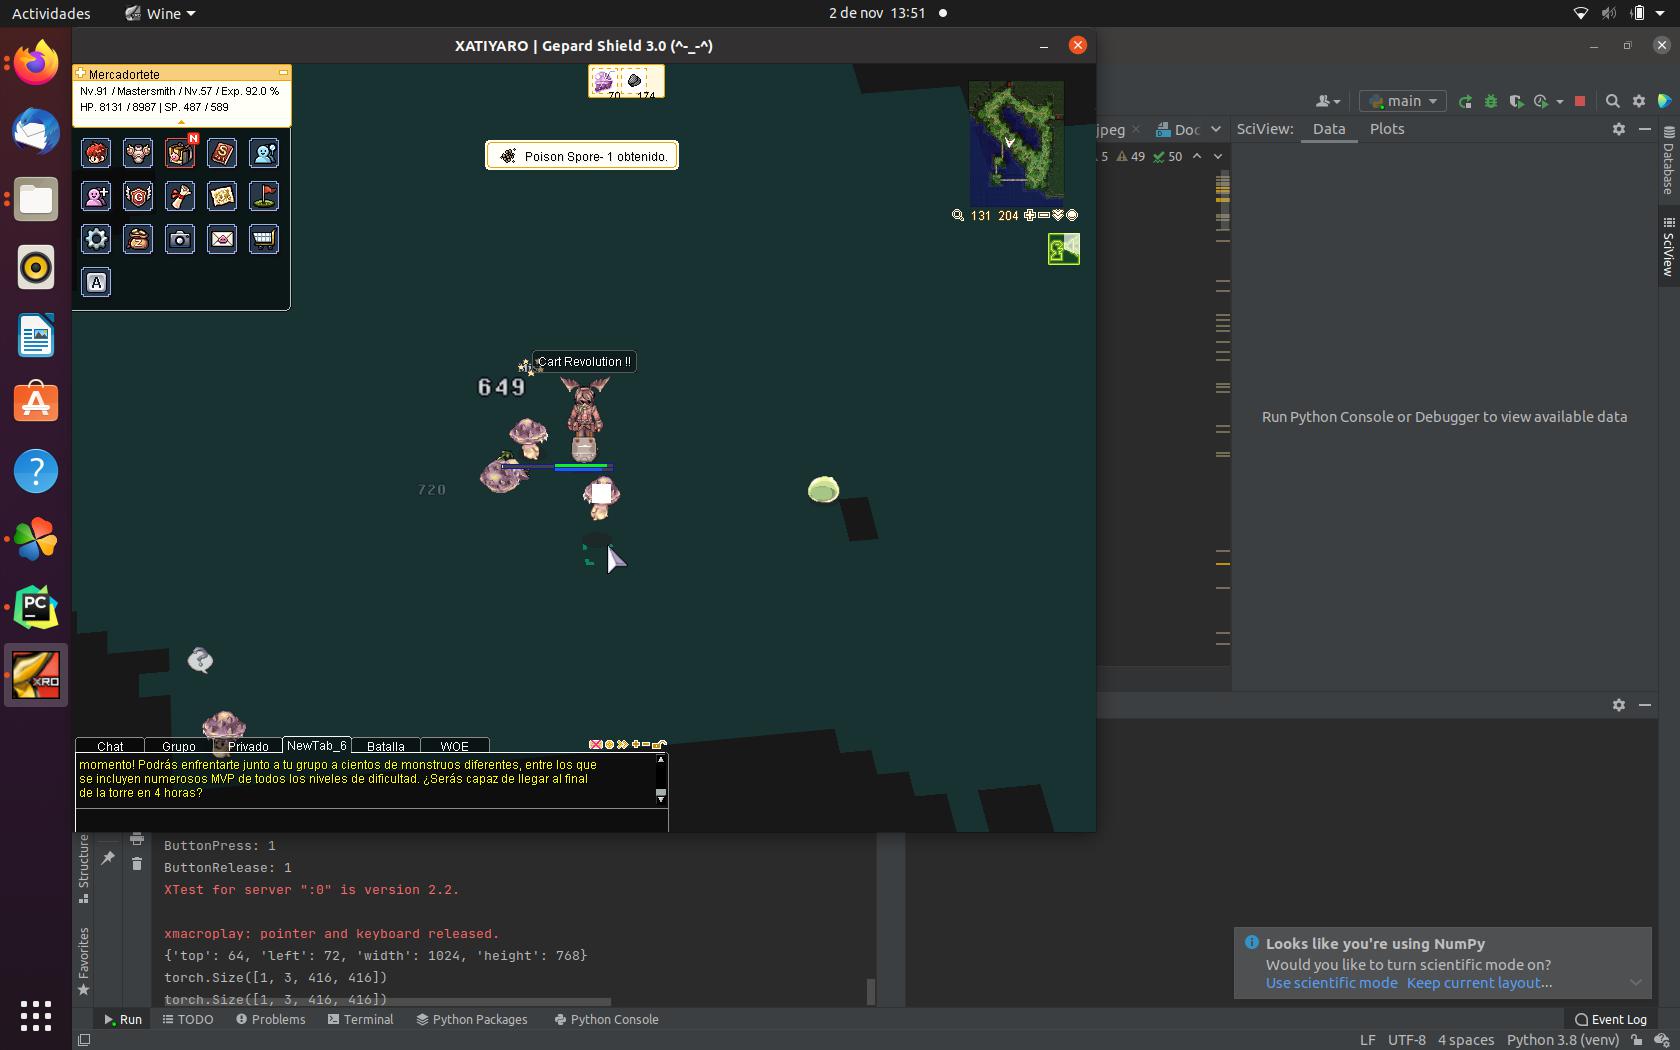 Actividades
Wine
2 de nov 13:51
XATIYARO | Gepard Shield 3.0 (^-_-^)
Mercadortete
Nv.91 / Mastersmith / Nv.57 / Exp. 92.0 %
HP. 8131 / 8987 | SP. 487 / 589
N
A
70 174
Poison Spore- 1 obtenido.
131 204
Cart Revolution !!
649
720
Chat
Grupo
Privado
NewTab_6
Batalla
WOE
momento! Podrás enfrentarte junto a tu grupo a cientos de monstruos diferentes, entre los que
se incluyen numerosos MVP de todos los niveles de dificultad. ¿Serás capaz de llegar al final
de la torre en 4 horas?
main
jpeg
Doc
SciView:
Data
Plots
5 49 50
Database
SciView
Run Python Console or Debugger to view available data
PC
XRO
Structure
Favorites
ButtonPress: 1
ButtonRelease: 1
XTest for server ":0" is version 2.2.
xmacroplay: pointer and keyboard released.
{'top': 64, 'left': 72, 'width': 1024, 'height': 768}
torch.Size([1, 3, 416, 416])
torch.Size([1, 3, 416, 416])
Looks like you're using NumPy
Would you like to turn scientific mode on?
Use scientific mode Keep current layout...
Run
TODO
Problems
Terminal
Python Packages
Python Console
Event Log
LF UTF-8 4 spaces Python 3.8 (venv)